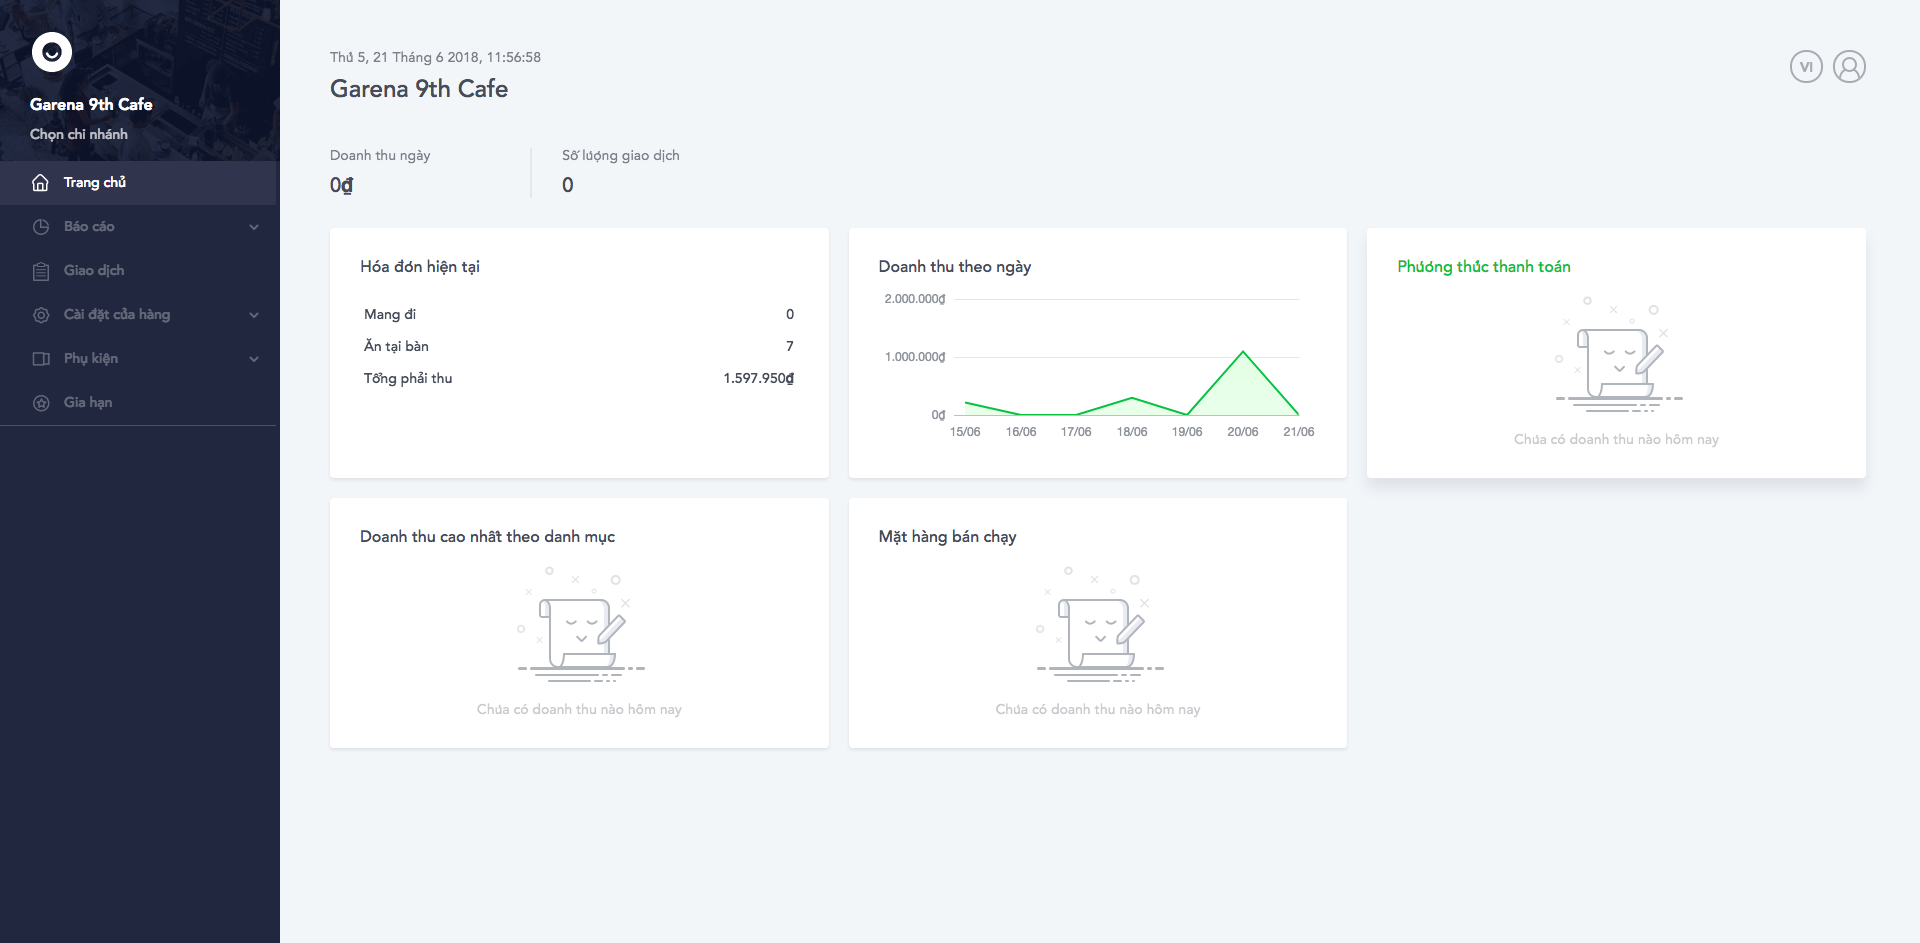 Garena 9th Cafe
Chọn chi nhánh
Trang chủ
Báo cáo
Giao dịch
Cài đặt cửa hàng
Phụ kiện
Gia hạn
Thứ 5, 21 Tháng 6 2018, 11:56:58
Garena 9th Cafe
VI
Doanh thu ngày
0₫
Số lượng giao dịch
0
Hóa đơn hiện tại
Mang đi 0
Ăn tại bàn 7
Tổng phải thu 1.597.950₫
Doanh thu theo ngày
2.000.000₫
1.000.000₫
0₫
15/06 16/06 17/06 18/06 19/06 20/06 21/06
Phương thức thanh toán
Chưa có doanh thu nào hôm nay
Doanh thu cao nhất theo danh mục
Chưa có doanh thu nào hôm nay
Mặt hàng bán chạy
Chưa có doanh thu nào hôm nay